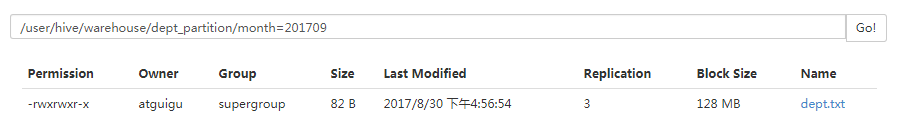 /user/hive/warehouse/dept_partition/month=201709 Go!
Permission Owner Group Size Last Modified Replication Block Size Name
-rwxrwxr-x atguigu supergroup 82 B 2017/8/30 下午4:56:54 3 128 MB dept.txt